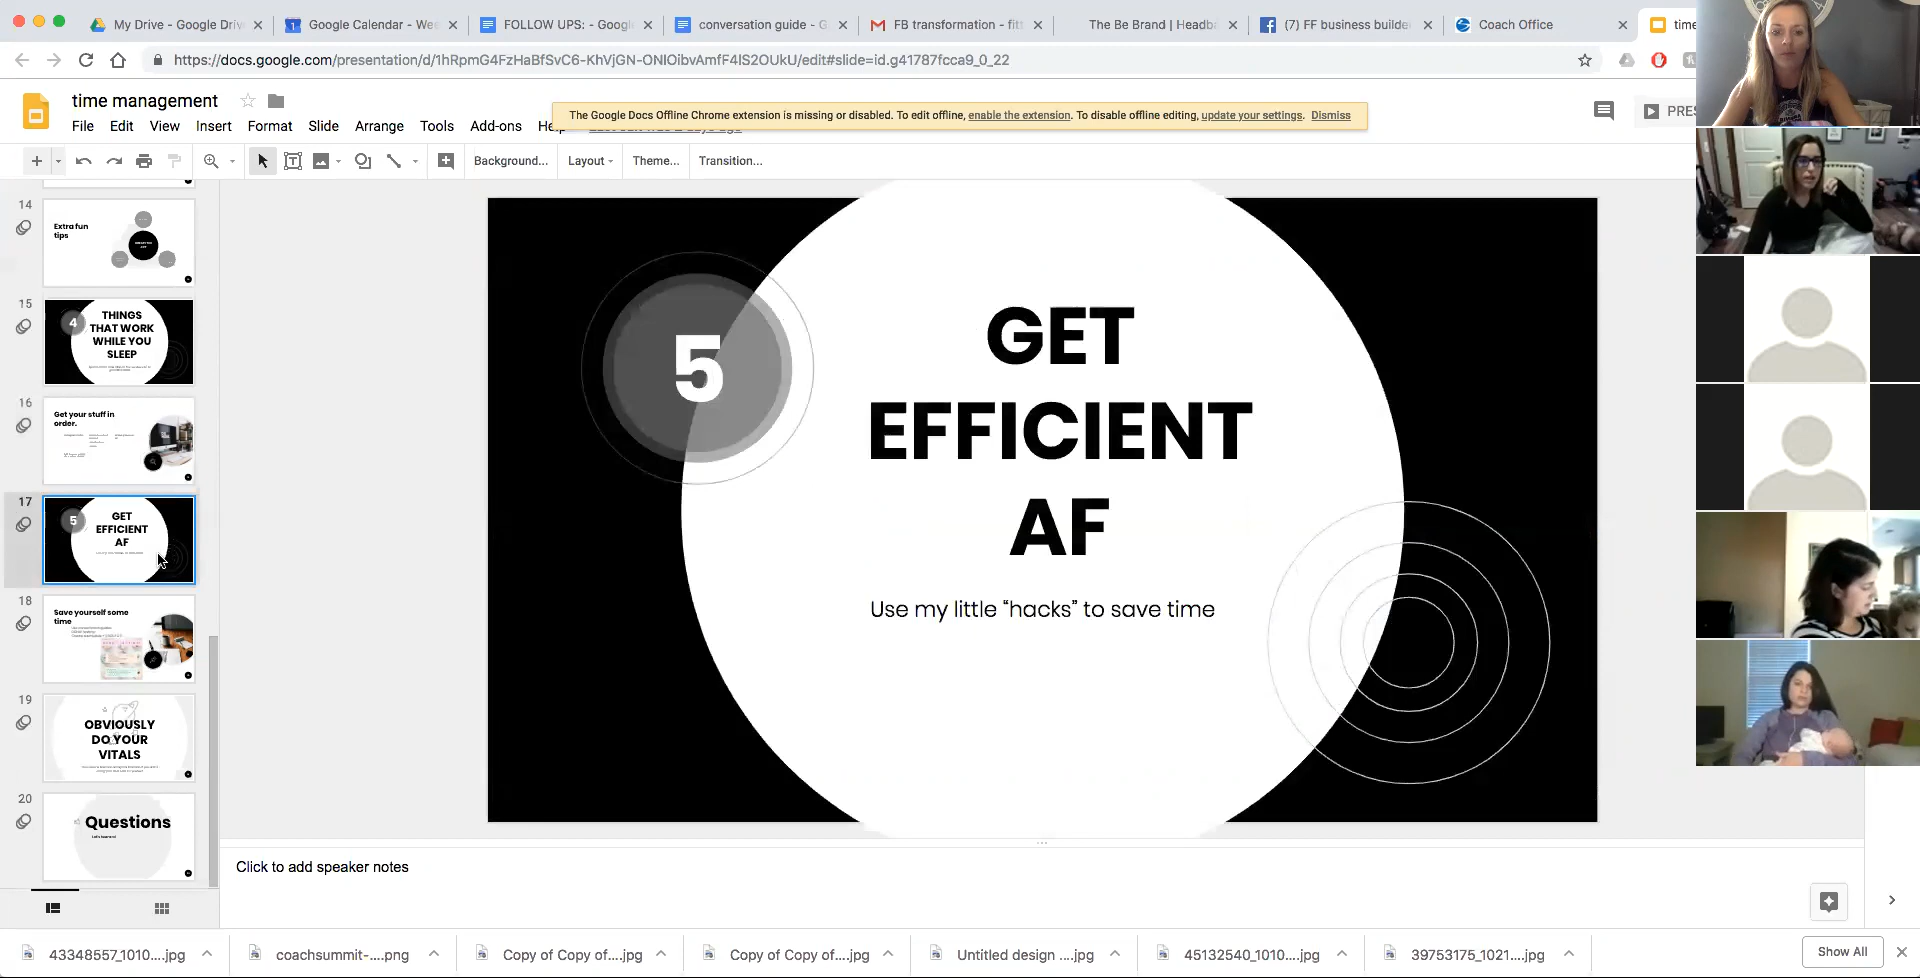 My Drive - Google Driv
Google Calendar - Wee
FOLLOW UPS: - Google
conversation guide - G
FB transformation - fit
The Be Brand | Headba
(7) FF business builder
Coach Office
time
https://docs.google.com/presentation/d/1hRpmG4FzHaBfSvC6-KhVjGN-ONlOibvAmfF4lS2OUkU/edit#slide=id.g41787fcca9_0_22
time management
The Google Docs Offline Chrome extension is missing or disabled. To edit offline, enable the extension. To disable offline editing, update your settings. Dismiss
PRES
File Edit View Insert Format Slide Arrange Tools Add-ons Help
Background... Layout Theme... Transition...
14
Extra fun
tips
15
4
THINGS
THAT WORK
WHILE YOU
SLEEP
16
Get your stuff in
order.
17
5
GET
EFFICIENT
AF
18
Save yourself some
time
19
OBVIOUSLY
DO YOUR
VITALS
20
Questions
5
GET
EFFICIENT
AF
Use my little “hacks” to save time
Click to add speaker notes
43348557_1010....jpg
coachsummit-....png
Copy of Copy of....jpg
Copy of Copy of....jpg
Untitled design ....jpg
45132540_1010....jpg
39753175_1021....jpg
Show All